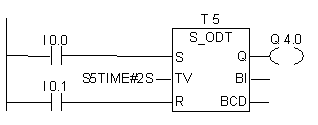 T 5
I 0.0
S_ODT
Q 4.0
S
Q
S5TIME#2S
TV
BI
I 0.1
R
BCD